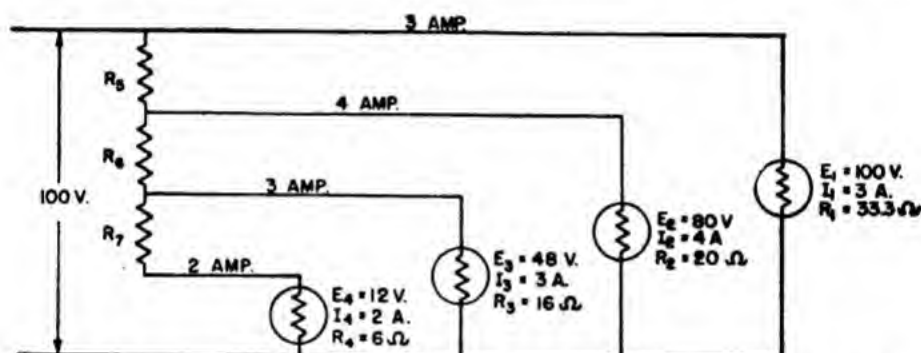 3 AMP.
R5
4 AMP.
R6
100 V.
3 AMP.
R7
2 AMP.
E1 = 100 V.
I1 = 3 A.
R1 = 33.3 Ω
E2 = 80 V
I2 = 4 A
R2 = 20 Ω
E3 = 48 V.
I3 = 3 A.
R3 = 16 Ω
E4 = 12 V.
I4 = 2 A.
R4 = 6 Ω